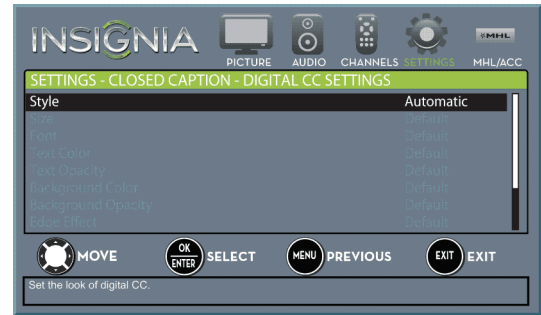 INSIGNIA
PICTURE AUDIO CHANNELS SETTINGS MHL/ACC
MHL
SETTINGS - CLOSED CAPTION - DIGITAL CC SETTINGS
Style Automatic
Size Default
Font Default
Text Color Default
Text Opacity Default
Background Color Default
Background Opacity Default
Edge Effect Default
MOVE OK ENTER SELECT MENU PREVIOUS EXIT EXIT
Set the look of digital CC.